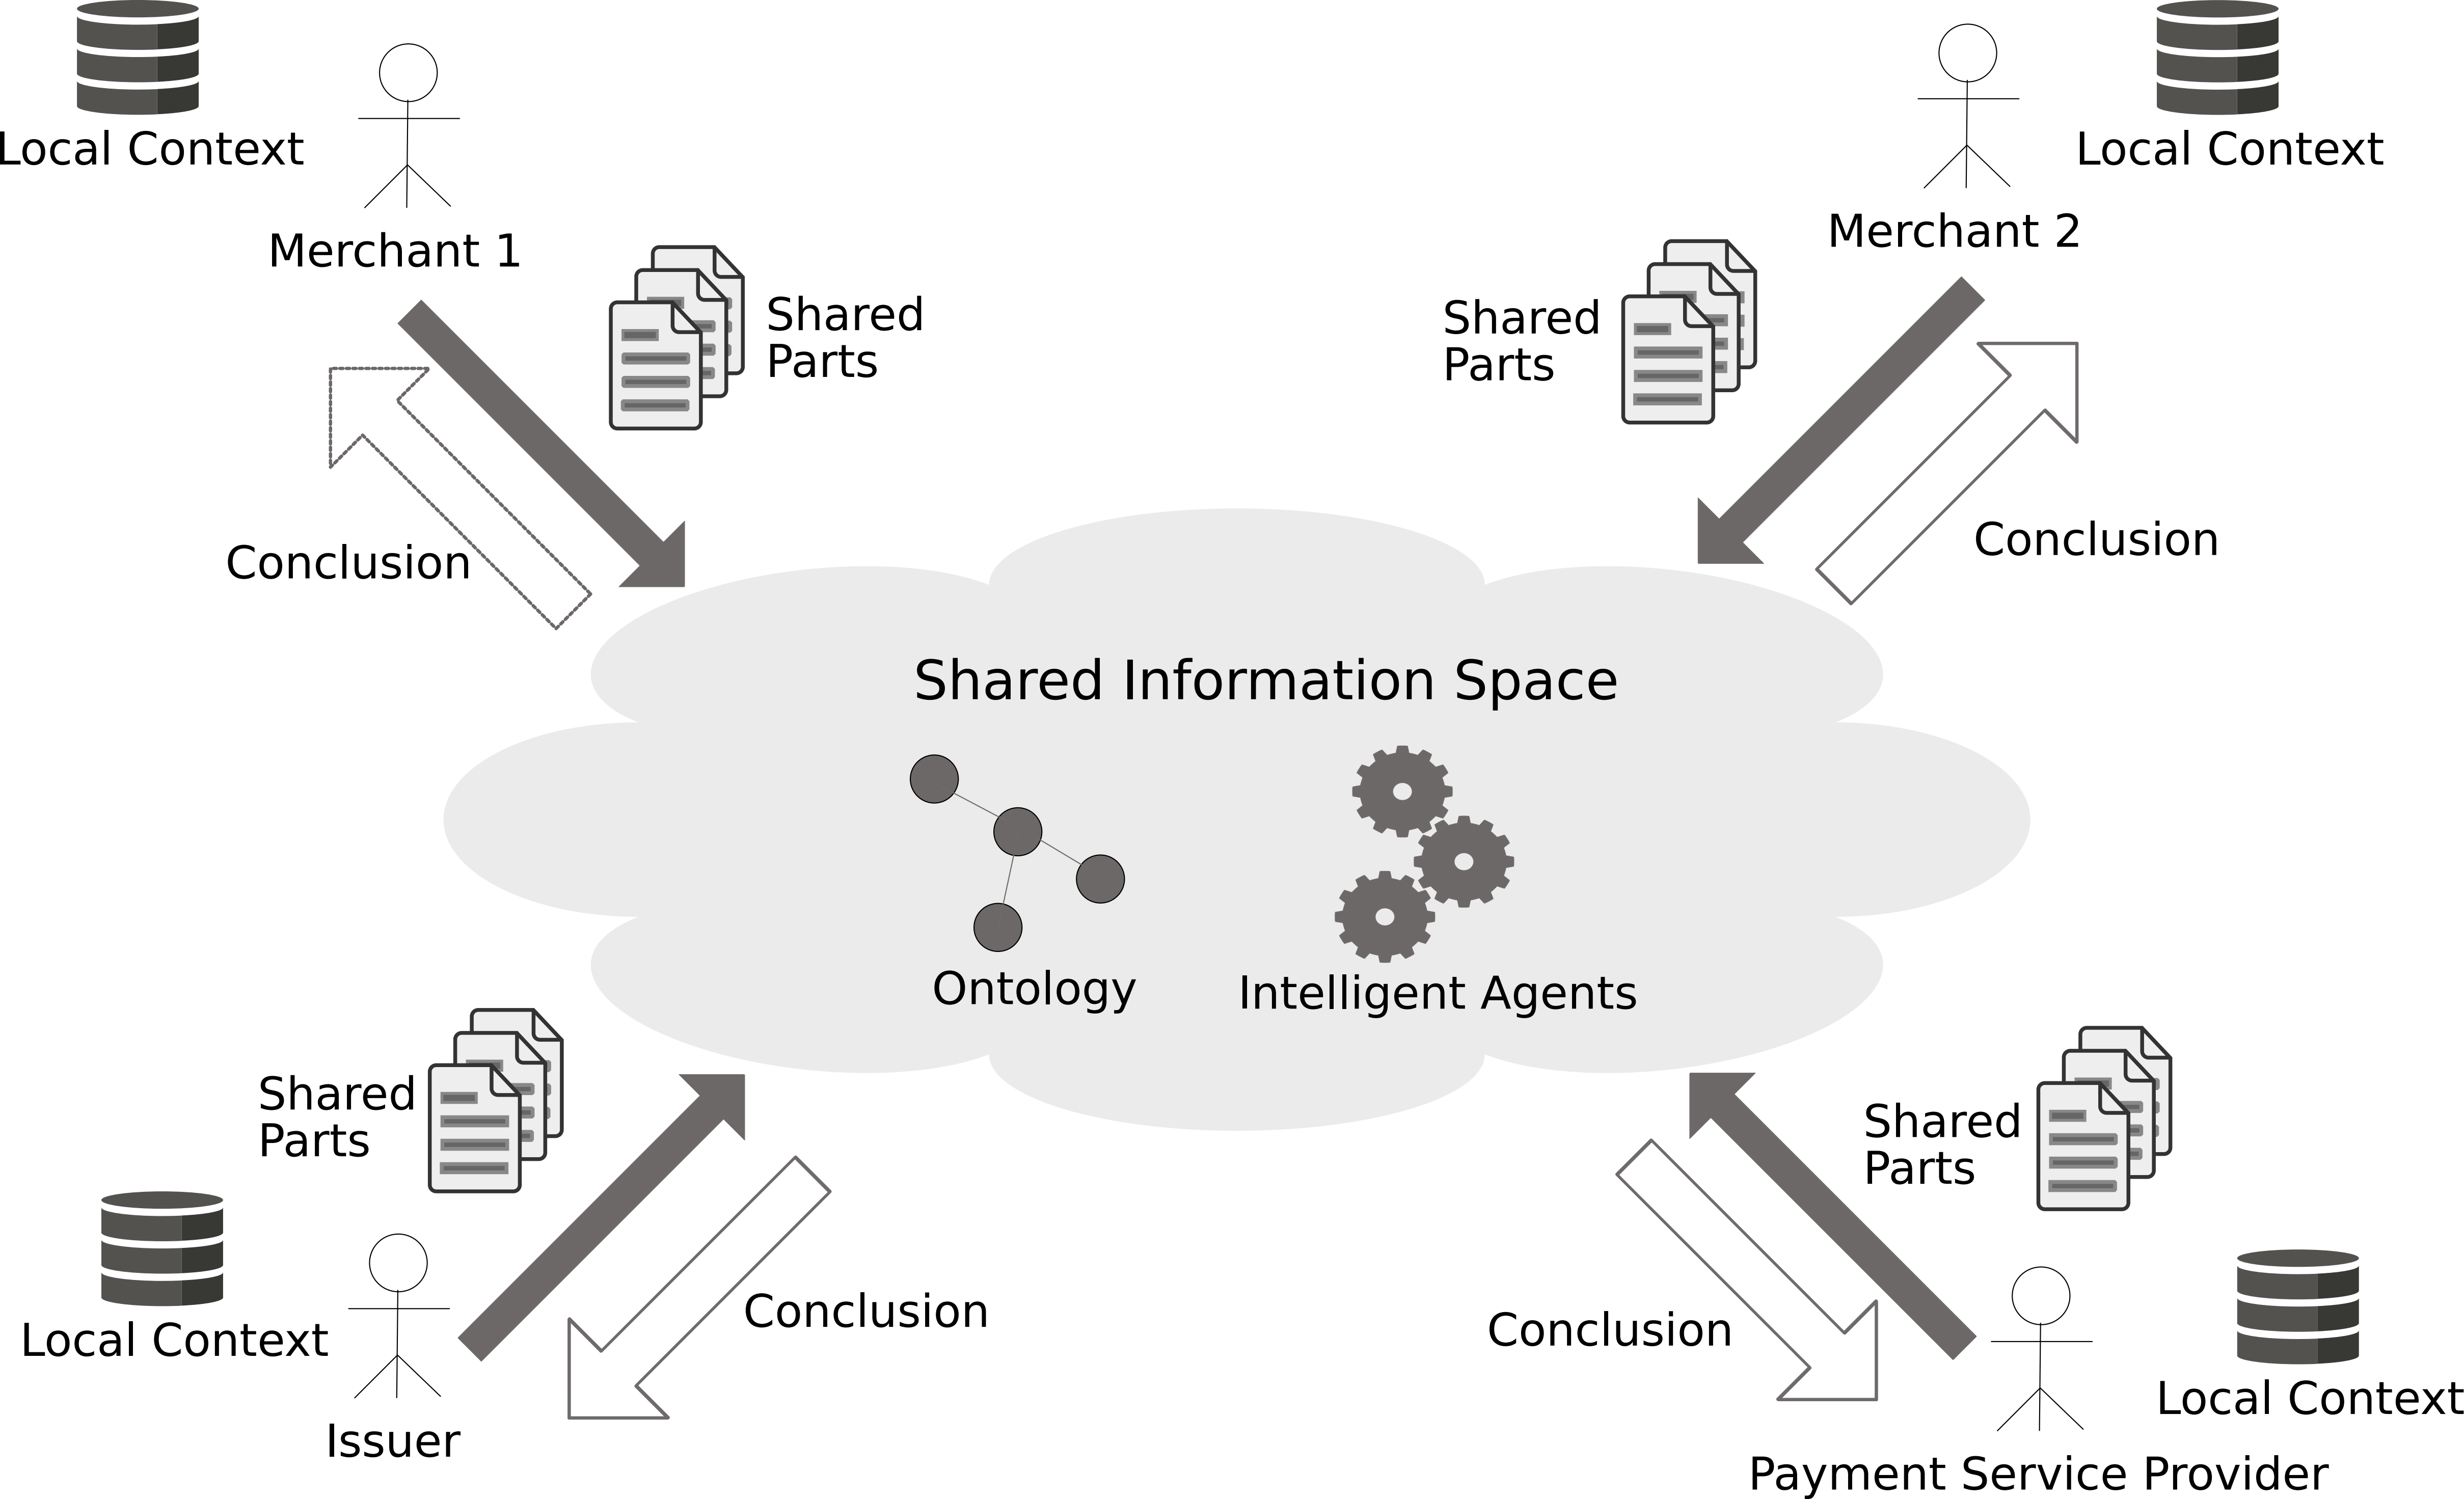 Local Context
Merchant 1
Shared
Parts
Conclusion
Local Context
Merchant 2
Shared
Parts
Conclusion
Shared Information Space
Ontology
Intelligent Agents
Shared
Parts
Local Context
Issuer
Conclusion
Shared
Parts
Conclusion
Local Context
Payment Service Provider